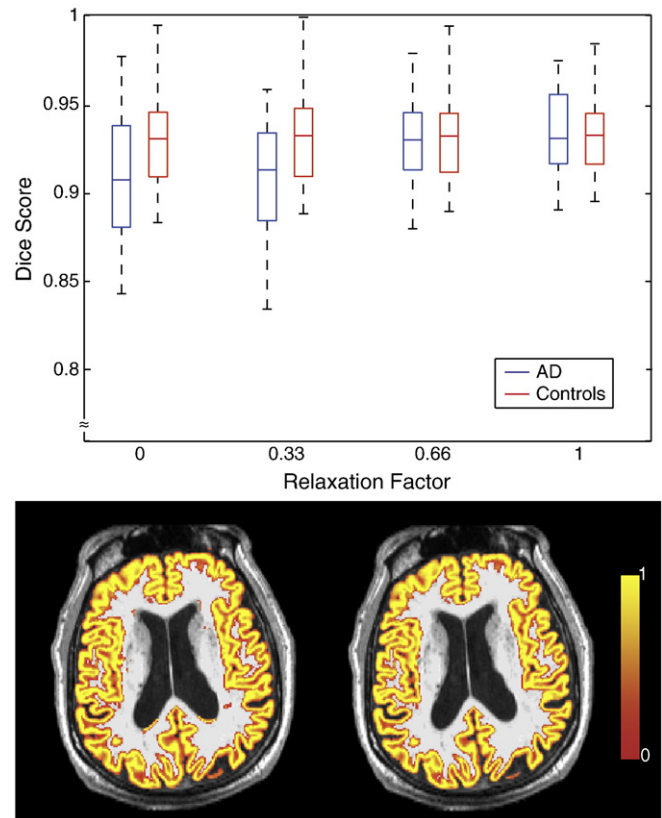 1
0.95
0.9
0.85
0.8
≈
Dice Score
AD
Controls
0 0.33 0.66 1
Relaxation Factor
1
0